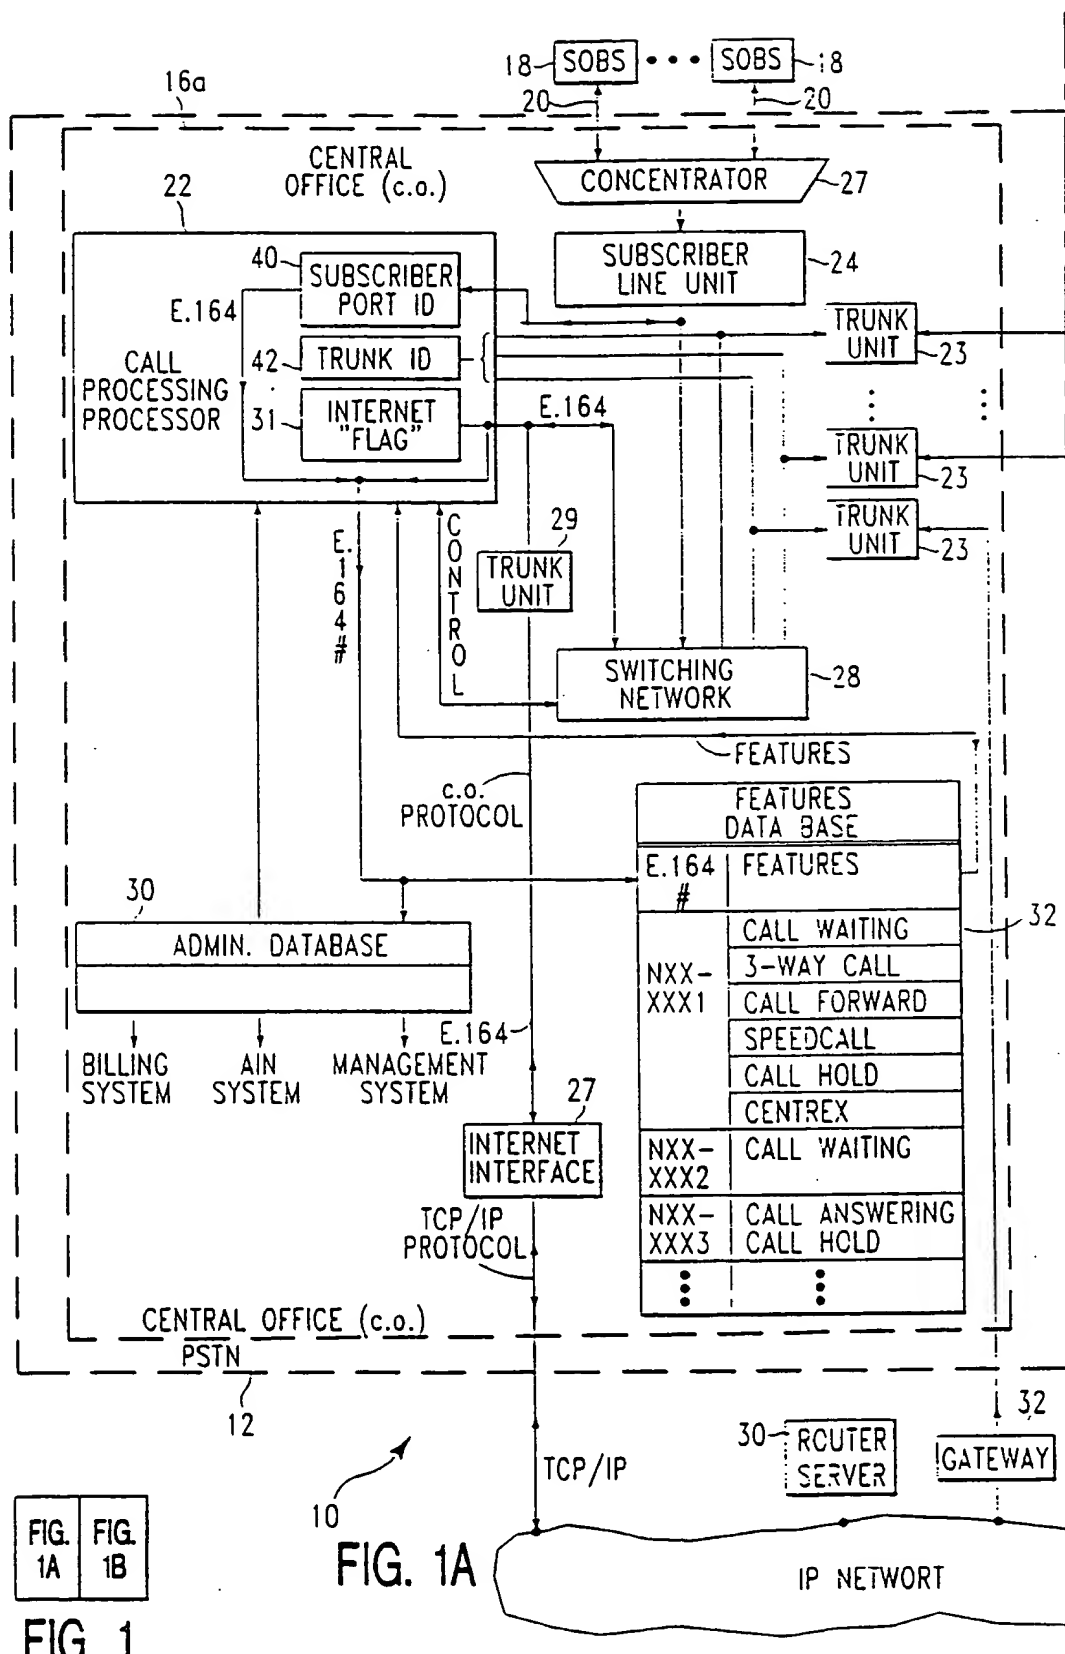 18 SOBS ••• SOBS 18
20 20
16a
CENTRAL
OFFICE (c.o.)
CONCENTRATOR 27
22
40
SUBSCRIBER
PORT ID
SUBSCRIBER
LINE UNIT
24
E.164
42 TRUNK ID
TRUNK
UNIT
23
CALL
PROCESSING
PROCESSOR
31 INTERNET
"FLAG"
E.164
TRUNK
UNIT
23
TRUNK
UNIT
23
E.164#
CONTROL
29
TRUNK
UNIT
SWITCHING
NETWORK
28
FEATURES
c.o.
PROTOCOL
FEATURES
DATA BASE
E.164
#
FEATURES
32
30
ADMIN. DATABASE
NXX-
XXX1
CALL WAITING
3-WAY CALL
CALL FORWARD
SPEEDCALL
CALL HOLD
CENTREX
E.164
BILLING
SYSTEM
AIN
SYSTEM
MANAGEMENT
SYSTEM
27
INTERNET
INTERFACE
NXX-
XXX2
CALL WAITING
NXX-
XXX3
CALL ANSWERING
CALL HOLD
TCP/IP
PROTOCOL
CENTRAL OFFICE (c.o.)
PSTN
12
32
30 ROUTER
SERVER
GATEWAY
TCP/IP
10
FIG.
1A
FIG.
1B
FIG. 1A
IP NETWORT
FIG. 1